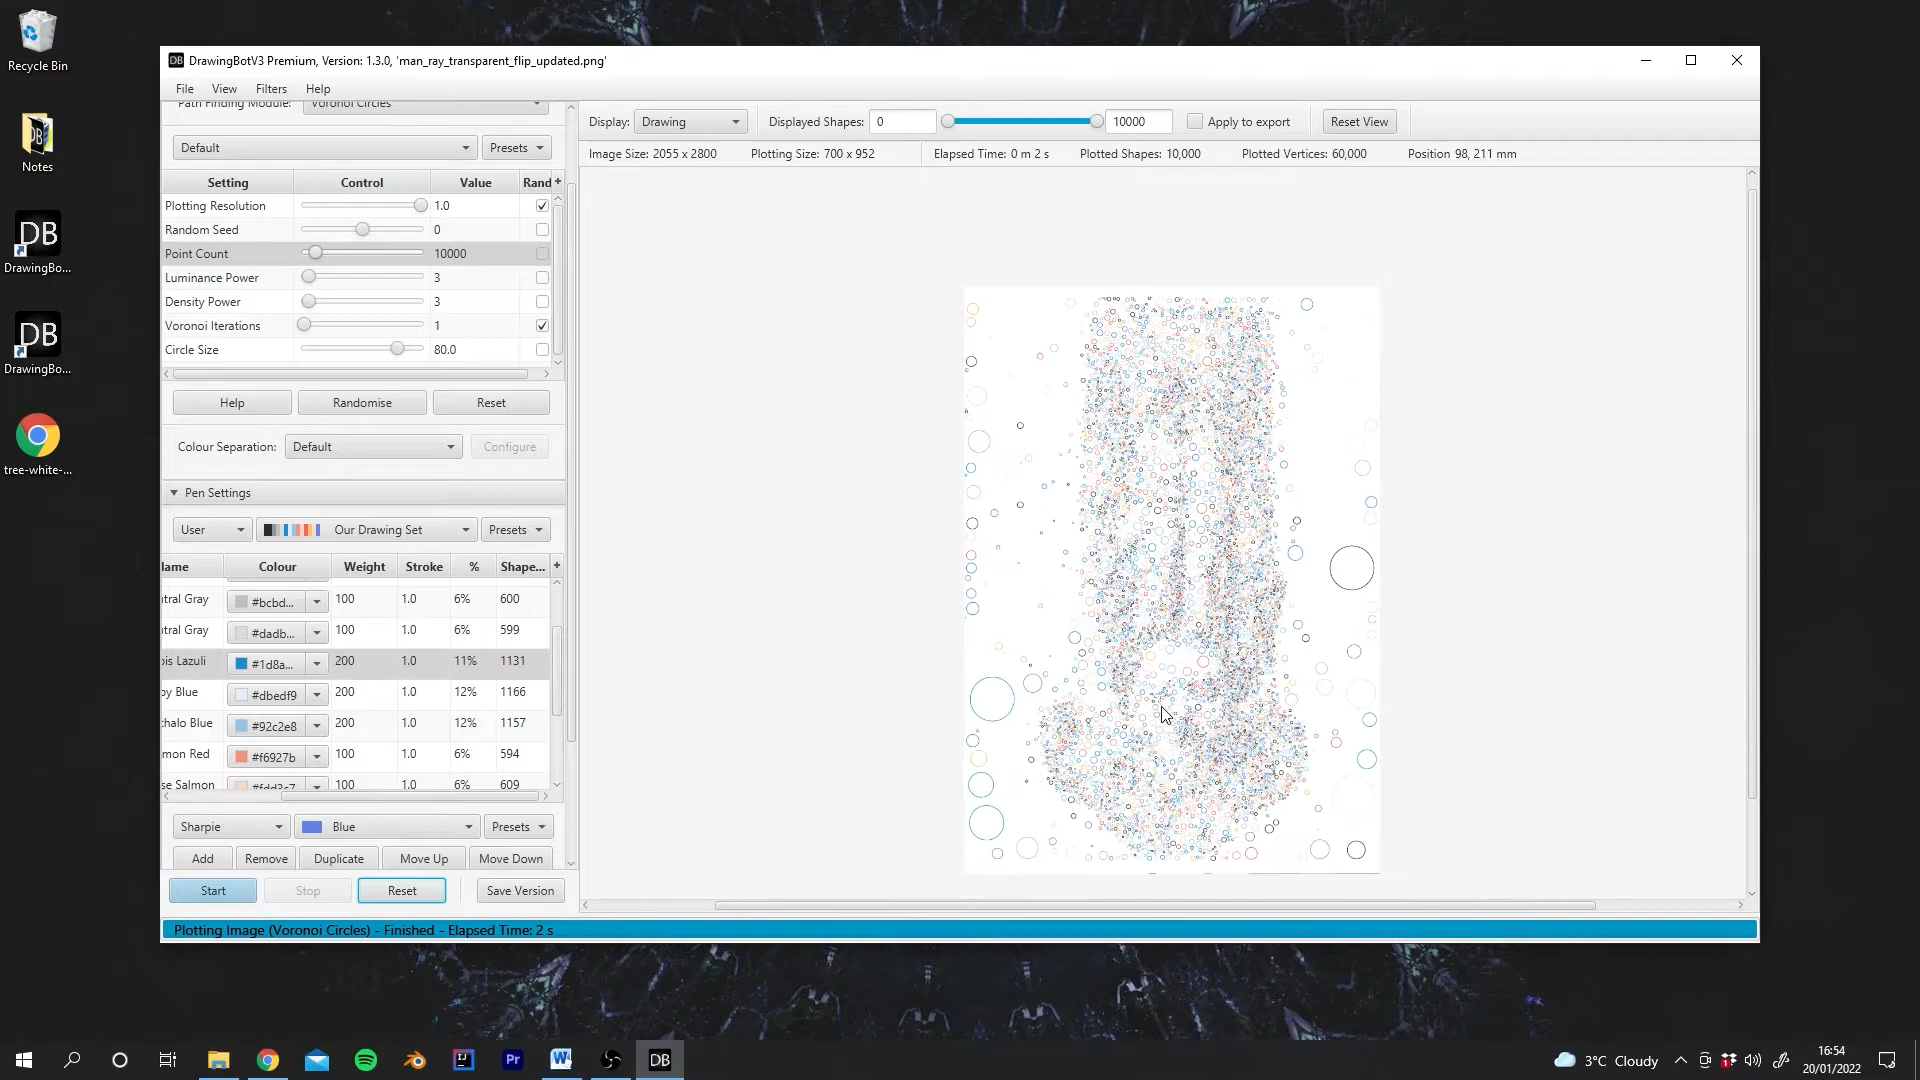 Recycle Bin
Notes
DrawingBo...
DrawingBo...
tree-white-...
DrawingBotV3 Premium, Version: 1.3.0, 'man_ray_transparent_flip_updated.png'
File View Filters Help
Path Finding Module: Voronoi Circles
Default Presets
Setting Control Value Rand +
Plotting Resolution 1.0
Random Seed 0
Point Count 10000
Luminance Power 3
Density Power 3
Voronoi Iterations 1
Circle Size 80.0
Help Randomise Reset
Colour Separation: Default Configure
Pen Settings
User Our Drawing Set Presets
lame Colour Weight Stroke % Shape... +
itral Gray #bcbd... 100 1.0 6% 600
itral Gray #dadb... 100 1.0 6% 599
is Lazuli #1d8a... 200 1.0 11% 1131
by Blue #dbedf9 200 1.0 12% 1166
halo Blue #92c2e8 200 1.0 12% 1157
mon Red #f6927b 100 1.0 6% 594
se Salmon 100 1.0 6% 609
Sharpie Blue Presets
Add Remove Duplicate Move Up Move Down
Start Stop Reset Save Version
Plotting Image (Voronoi Circles) - Finished - Elapsed Time: 2 s
Display: Drawing Displayed Shapes: 0 10000 Apply to export Reset View
Image Size: 2055 x 2800 Plotting Size: 700 x 952 Elapsed Time: 0 m 2 s Plotted Shapes: 10,000 Plotted Vertices: 60,000 Position 98, 211 mm
3°C Cloudy
16:54
20/01/2022